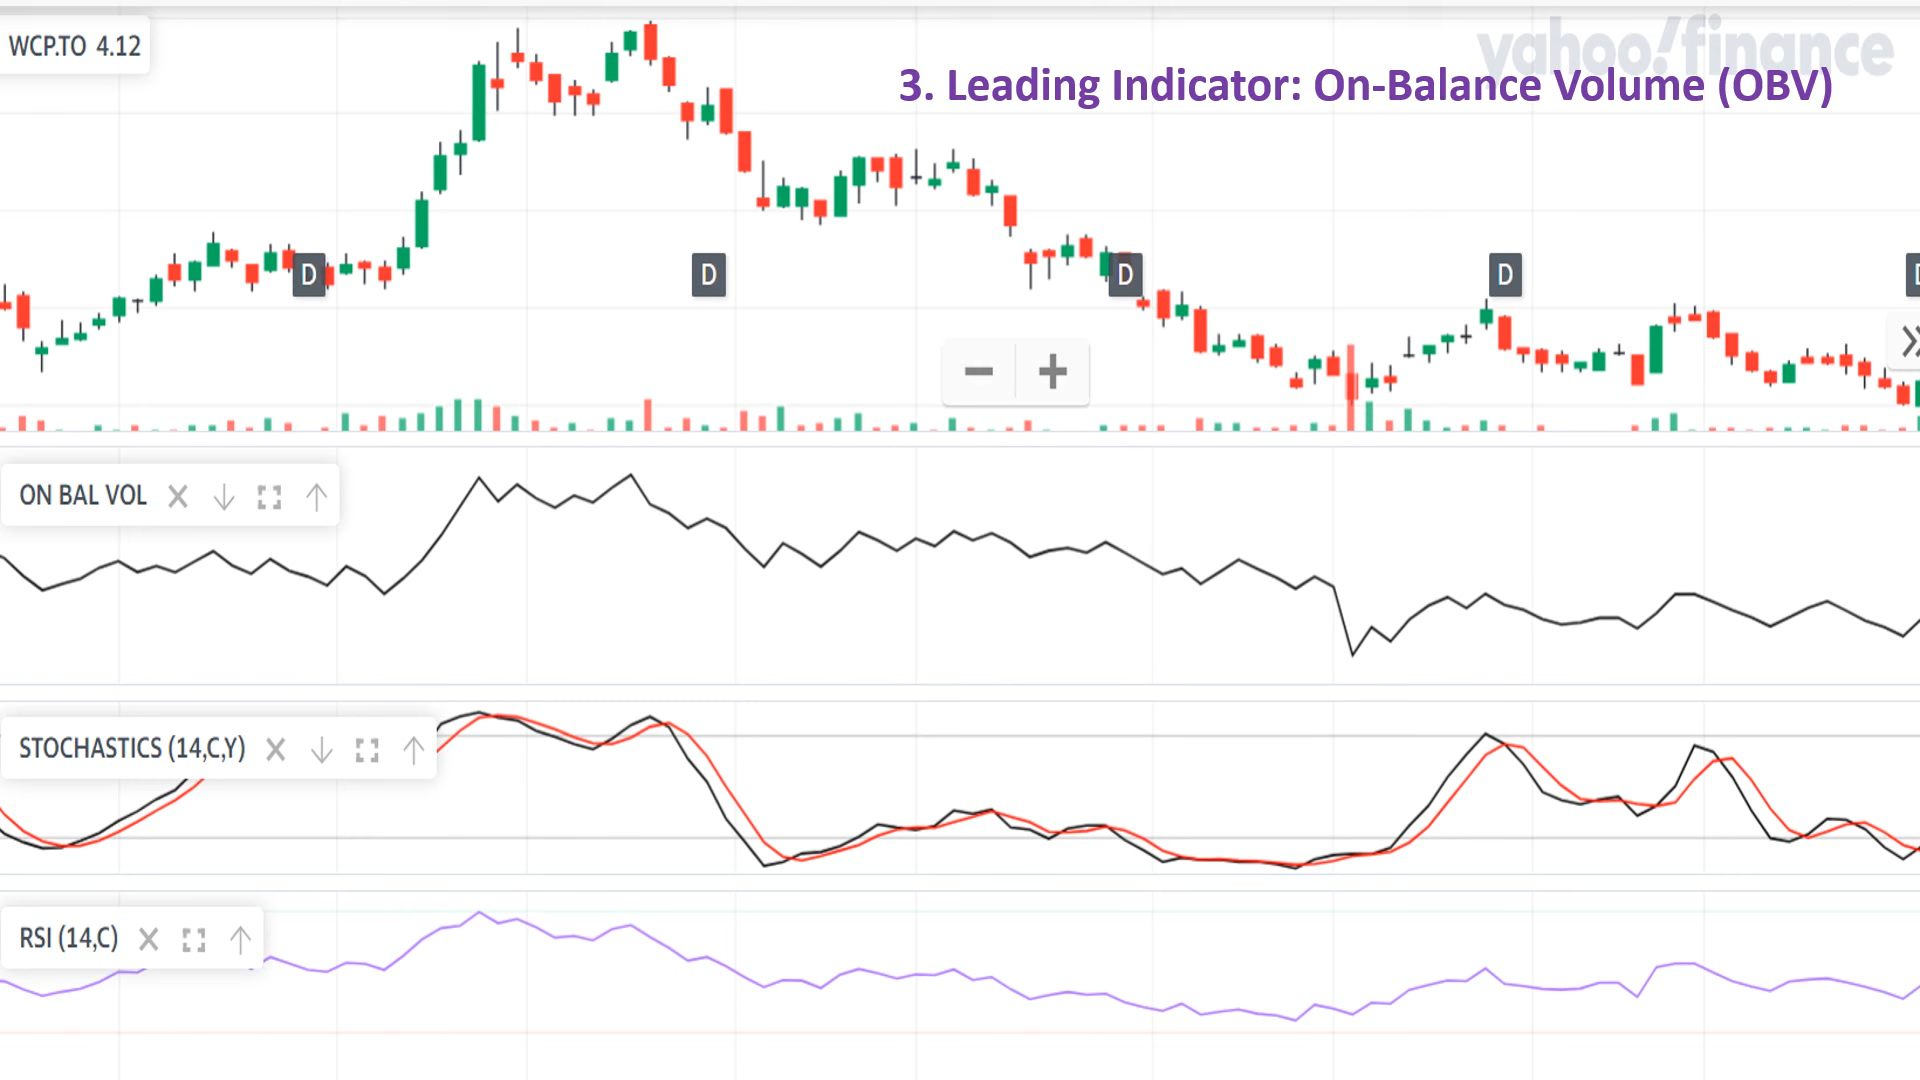 WCP.TO 4.12
yahoo!finance
3. Leading Indicator: On-Balance Volume (OBV)
D
D
D
D
ON BAL VOL
STOCHASTICS (14,C,Y)
RSI (14,C)